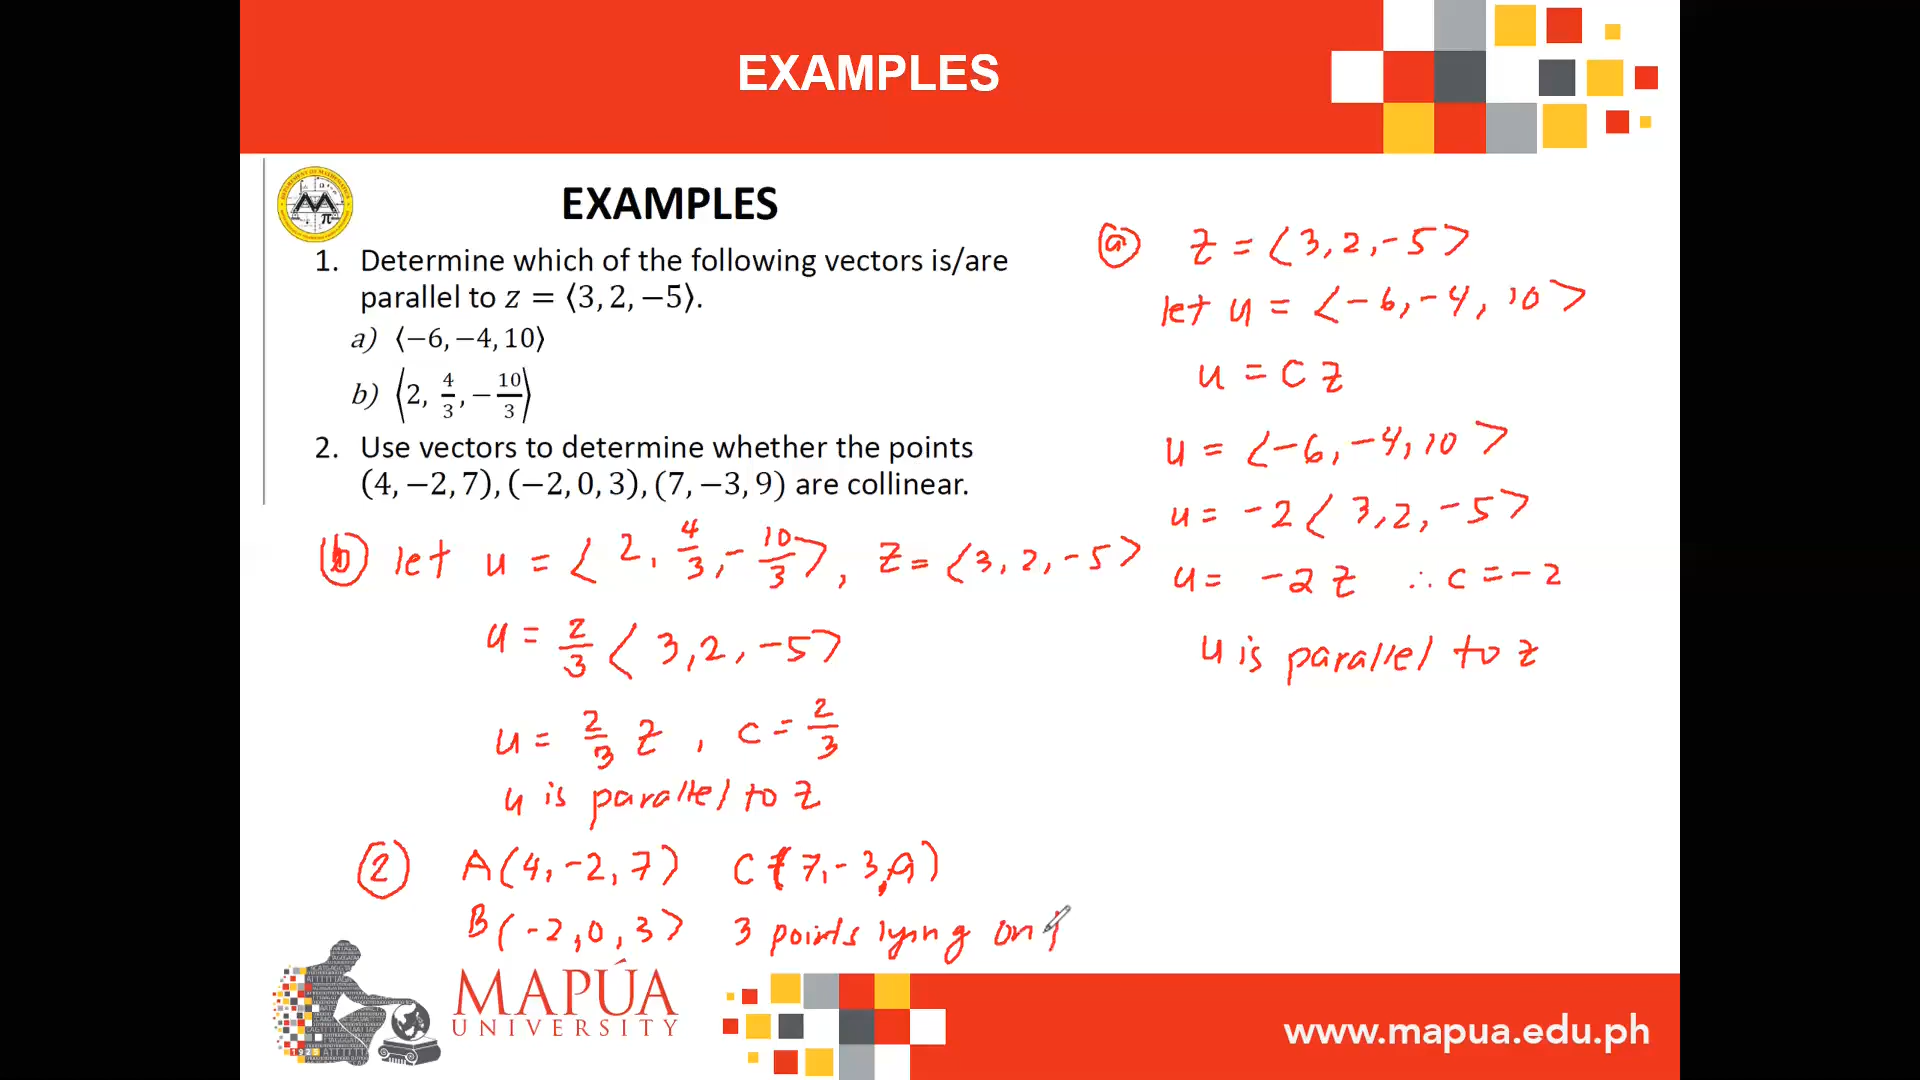 EXAMPLES
EXAMPLES
1. Determine which of the following vectors is/are
parallel to z = ⟨3, 2, −5⟩.
a) ⟨−6, −4, 10⟩
b) ⟨2, 4/3, −10/3⟩
2. Use vectors to determine whether the points
(4, −2, 7), (−2, 0, 3), (7, −3, 9) are collinear.
ⓐ z = ⟨3, 2, −5⟩
let u = ⟨−6, −4, 10⟩
u = c z
u = ⟨−6, −4, 10⟩
u = −2⟨3, 2, −5⟩
u = −2 z ∴ c = −2
u is parallel to z
ⓑ let u = ⟨2, 4/3, −10/3⟩, z = ⟨3, 2, −5⟩
u = 2/3 ⟨3, 2, −5⟩
u = 2/3 z , c = 2/3
u is parallel to z
② A(4, −2, 7) C(7, −3, 9)
B(−2, 0, 3) 3 points lying on
MAPÚA
UNIVERSITY
1925
www.mapua.edu.ph